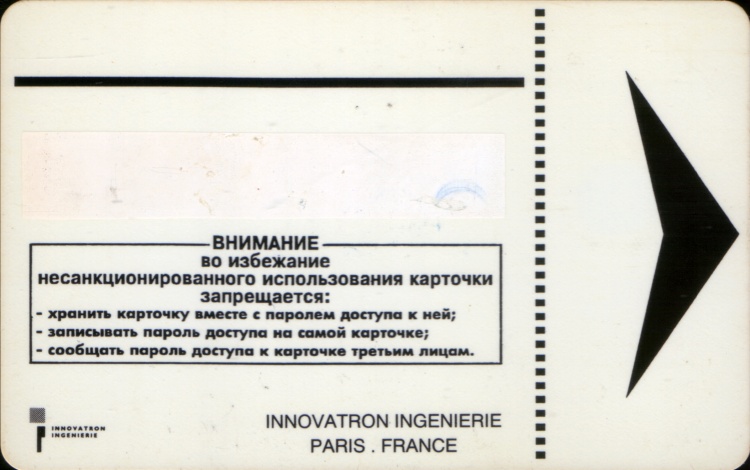 ВНИМАНИЕ
во избежание
несанкционированного использования карточки
запрещается:
- хранить карточку вместе с паролем доступа к ней;
- записывать пароль доступа на самой карточке;
- сообщать пароль доступа к карточке третьим лицам.
INNOVATRON
INGENIERIE
INNOVATRON INGENIERIE
PARIS . FRANCE